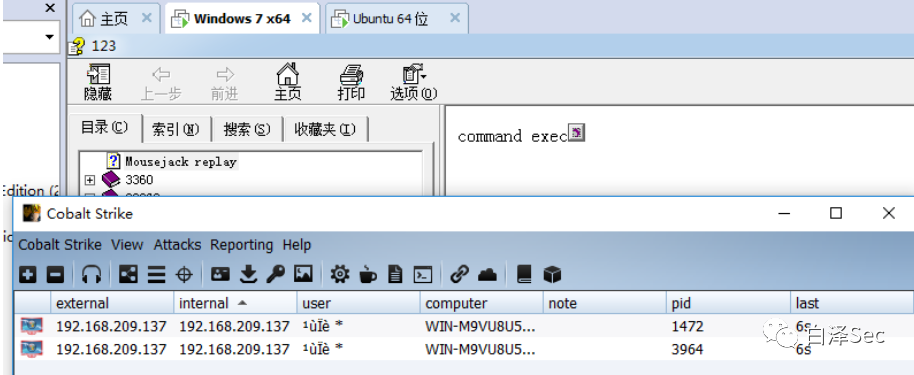 主页 × Windows 7 x64 × Ubuntu 64 位 ×
123
隐藏 上一步 前进 主页 打印 选项(O)
目录(C) 索引(N) 搜索(S) 收藏夹(I)
command exec
Mousejack replay
3360
Edition (2
Cobalt Strike
Cobalt Strike View Attacks Reporting Help
external internal user computer note pid last
192.168.209.137 192.168.209.137 ¹ùÏè * WIN-M9VU8U5... 1472 6s
192.168.209.137 192.168.209.137 ¹ùÏè * WIN-M9VU8U5... 3964 6s
白泽Sec